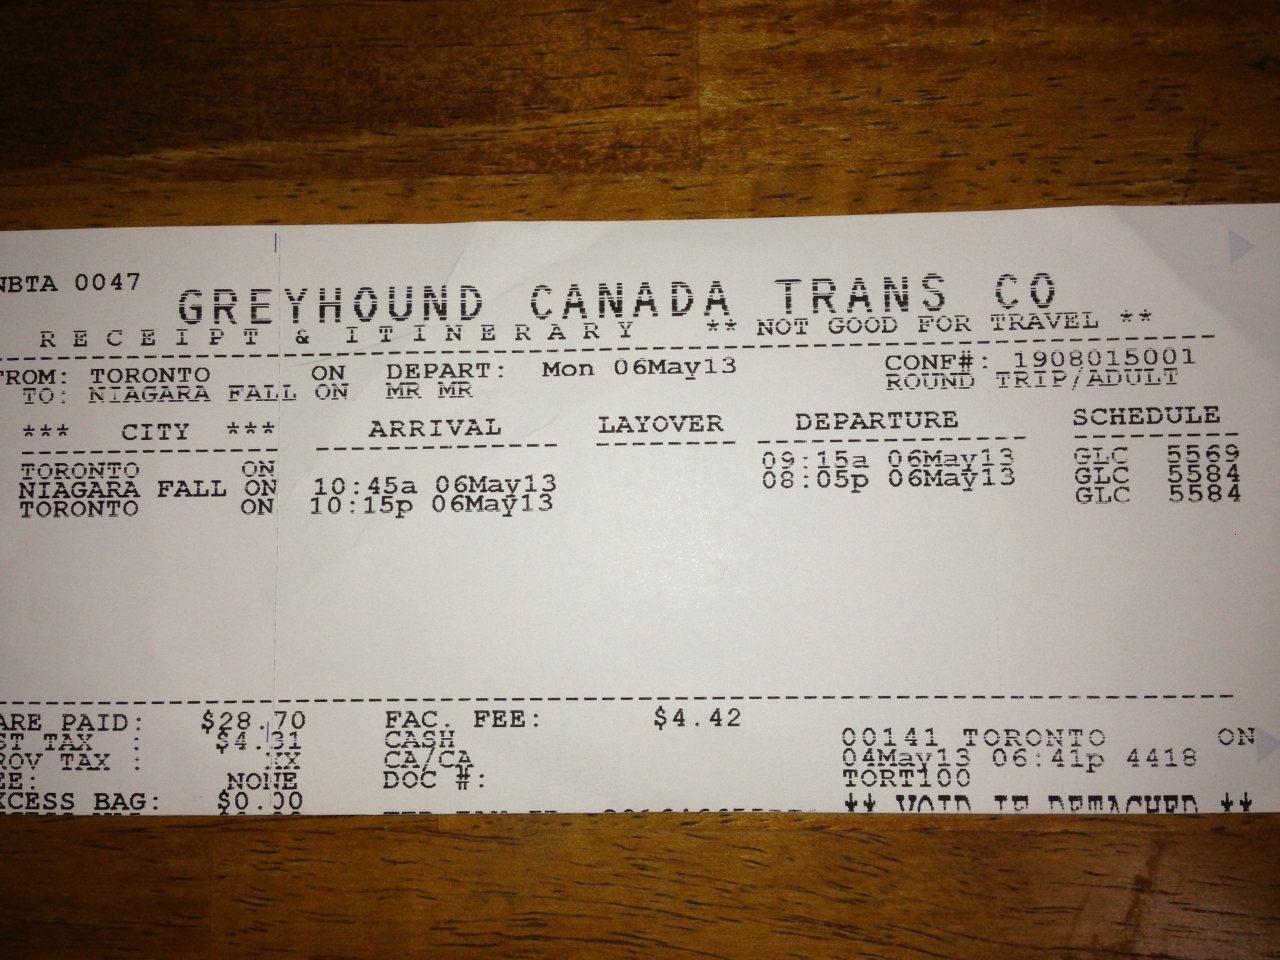 NBTA 0047
GREYHOUND CANADA TRANS CO
RECEIPT & ITINERARY ** NOT GOOD FOR TRAVEL **
ROM: TORONTO ON DEPART: Mon 06May13 CONF#: 1908015001
TO: NIAGARA FALL ON MR MR ROUND TRIP/ADULT
*** CITY *** ARRIVAL LAYOVER DEPARTURE SCHEDULE
TORONTO ON 09:15a 06May13 GLC 5569
NIAGARA FALL ON 10:45a 06May13 08:05p 06May13 GLC 5584
TORONTO ON 10:15p 06May13 GLC 5584
ARE PAID: $28.70 FAC. FEE: $4.42
ST TAX : $4.31 CASH 00141 TORONTO ON
ROV TAX : XX CA/CA 04May13 06:41p 4418
EE: NONE DOC #: TORT100
XCESS BAG: $0.00 ** VOID IF DETACHED **